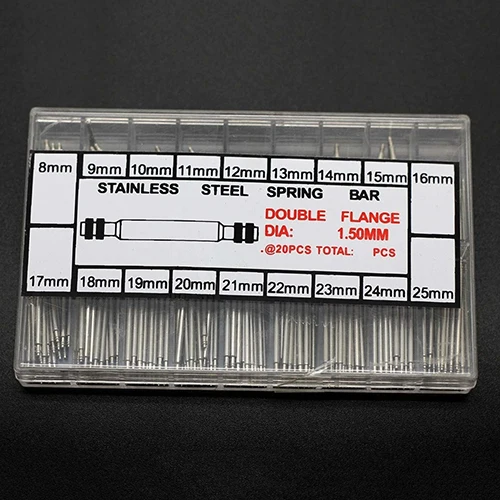 8mm 9mm 10mm 11mm 12mm 13mm 14mm 15mm 16mm
STAINLESS STEEL SPRING BAR
DOUBLE FLANGE
DIA: 1.50MM
.@20PCS TOTAL: PCS
17mm 18mm 19mm 20mm 21mm 22mm 23mm 24mm 25mm